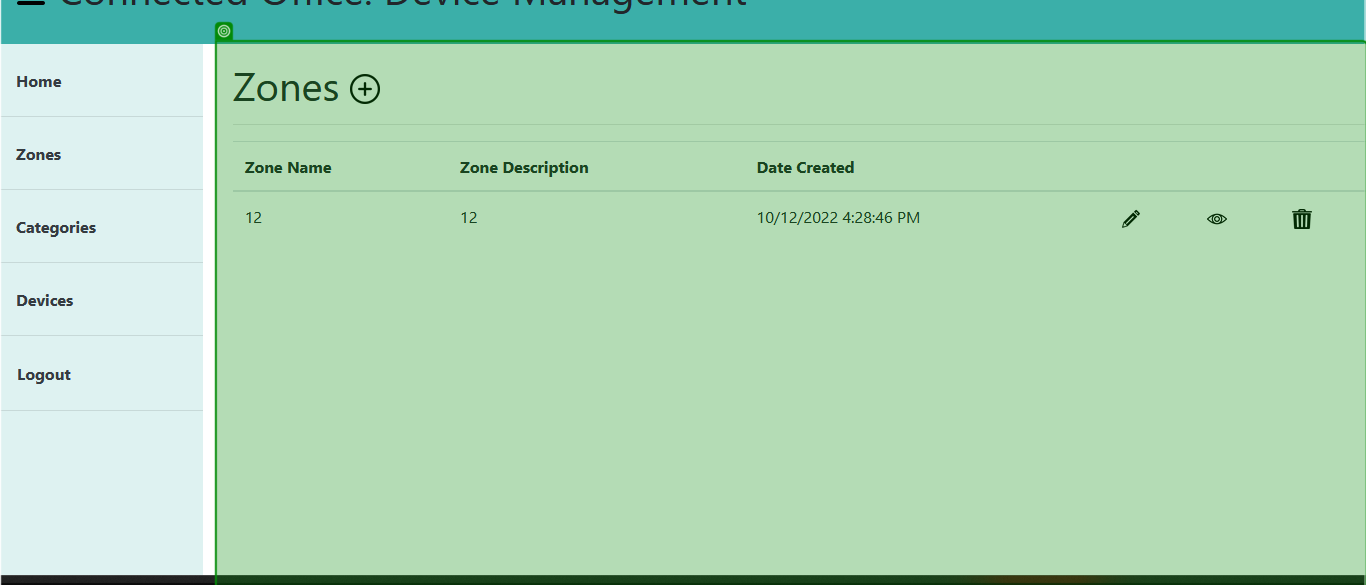 Connected Office: Device Management
Home
Zones
Categories
Devices
Logout
Zones
Zone Name Zone Description Date Created
12 12 10/12/2022 4:28:46 PM